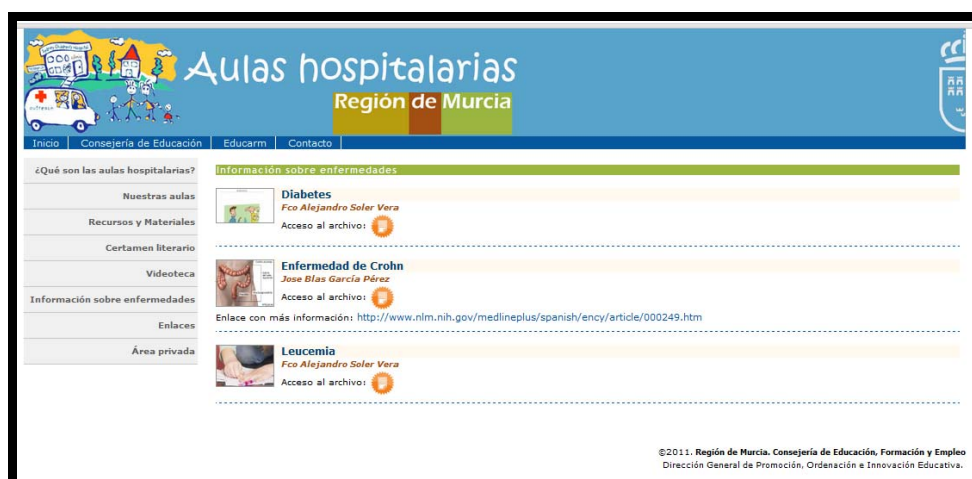 Aulas hospitalarias
Región de Murcia
Inicio
Consejería de Educación
Educarm
Contacto
¿Qué son las aulas hospitalarias?
Nuestras aulas
Recursos y Materiales
Certamen literario
Videoteca
Información sobre enfermedades
Enlaces
Área privada
Información sobre enfermedades
Diabetes
Fco Alejandro Soler Vera
Acceso al archivo:
Enfermedad de Crohn
Jose Blas García Pérez
Acceso al archivo:
Enlace con más información: http://www.nlm.nih.gov/medlineplus/spanish/ency/article/000249.htm
Leucemia
Fco Alejandro Soler Vera
Acceso al archivo:
©2011. Región de Murcia. Consejería de Educación, Formación y Empleo
Dirección General de Promoción, Ordenación e Innovación Educativa.